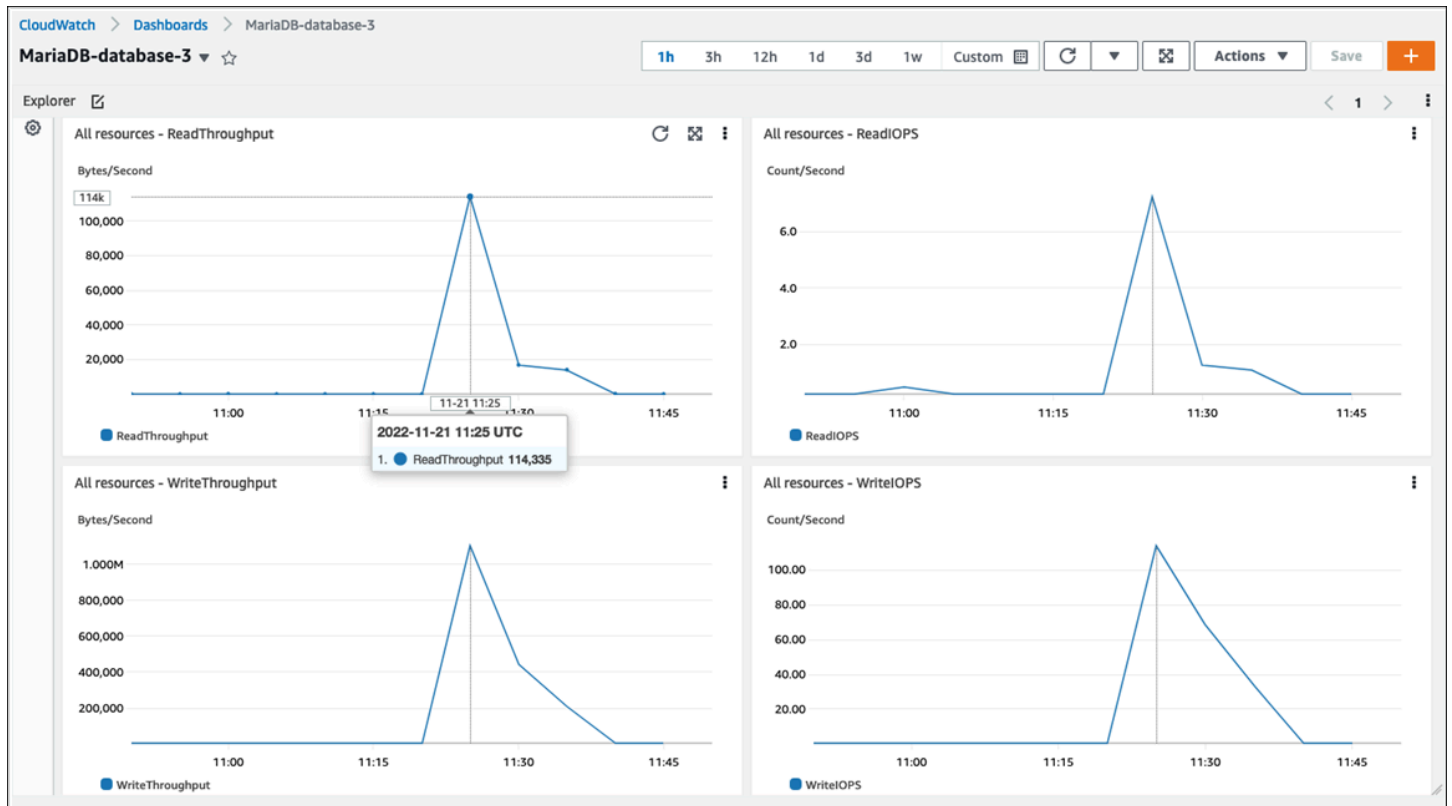 CloudWatch > Dashboards > MariaDB-database-3
MariaDB-database-3
1h 3h 12h 1d 3d 1w Custom Actions Save +
Explorer
< 1 >
All resources - ReadThroughput
Bytes/Second
114k
100,000
80,000
60,000
40,000
20,000
11:00 11:15 11:30 11:45
11-21 11:25
2022-11-21 11:25 UTC
1. ReadThroughput 114,335
ReadThroughput
All resources - ReadIOPS
Count/Second
6.0
4.0
2.0
11:00 11:15 11:30 11:45
ReadIOPS
All resources - WriteThroughput
Bytes/Second
1.000M
800,000
600,000
400,000
200,000
11:00 11:15 11:30 11:45
WriteThroughput
All resources - WriteIOPS
Count/Second
100.00
80.00
60.00
40.00
20.00
11:00 11:15 11:30 11:45
WriteIOPS